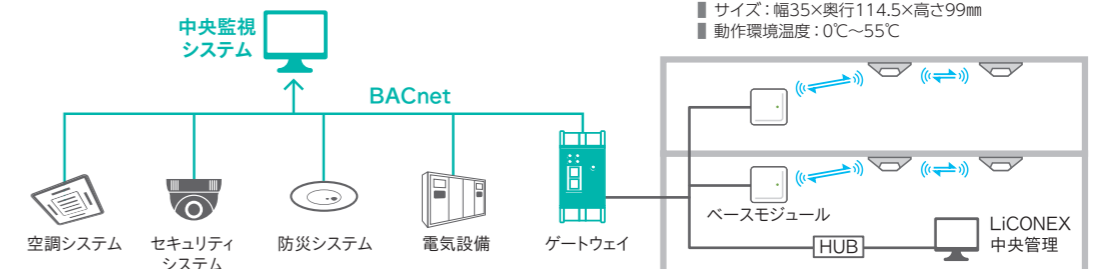 ■ サイズ：幅35×奥行114.5×高さ99㎜
■ 動作環境温度：0℃～55℃
中央監視
システム
BACnet
ベースモジュール
LiCONEX
中央管理
HUB
空調システム
セキュリティ
システム
防災システム
電気設備
ゲートウェイ